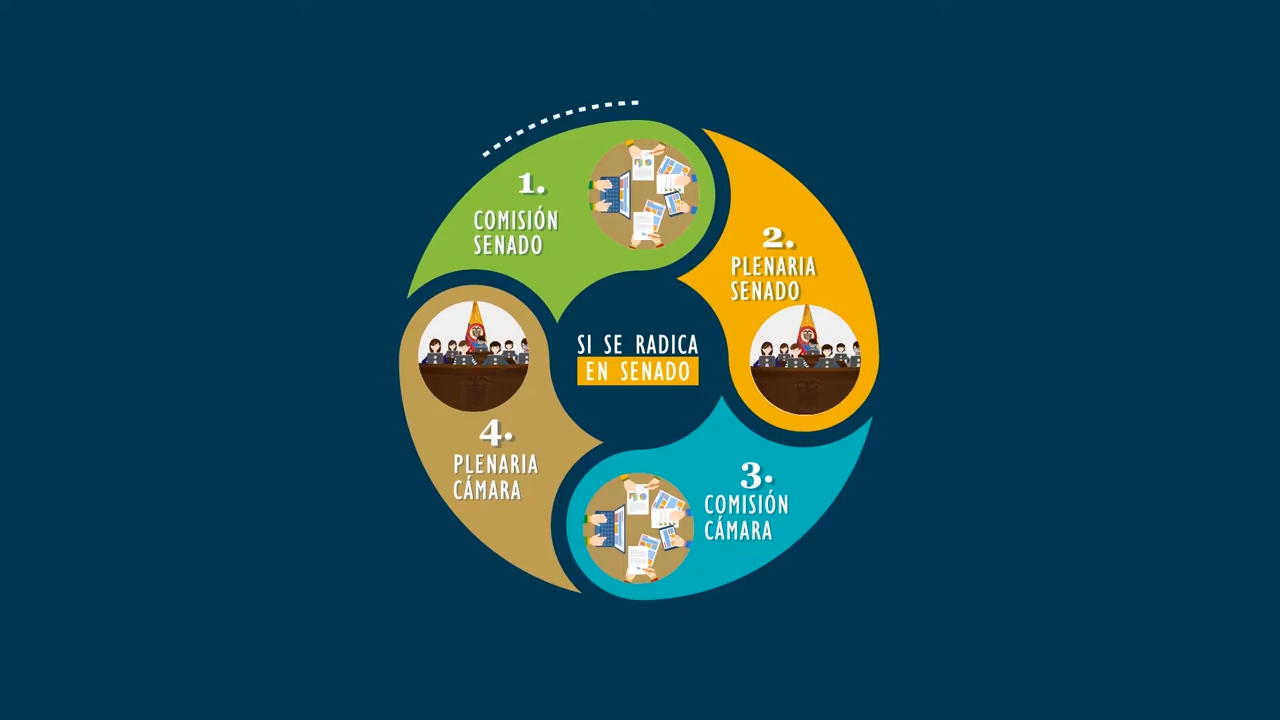 1.
COMISIÓN
SENADO
2.
PLENARIA
SENADO
SI SE RADICA
EN SENADO
3.
COMISIÓN
CÁMARA
4.
PLENARIA
CÁMARA